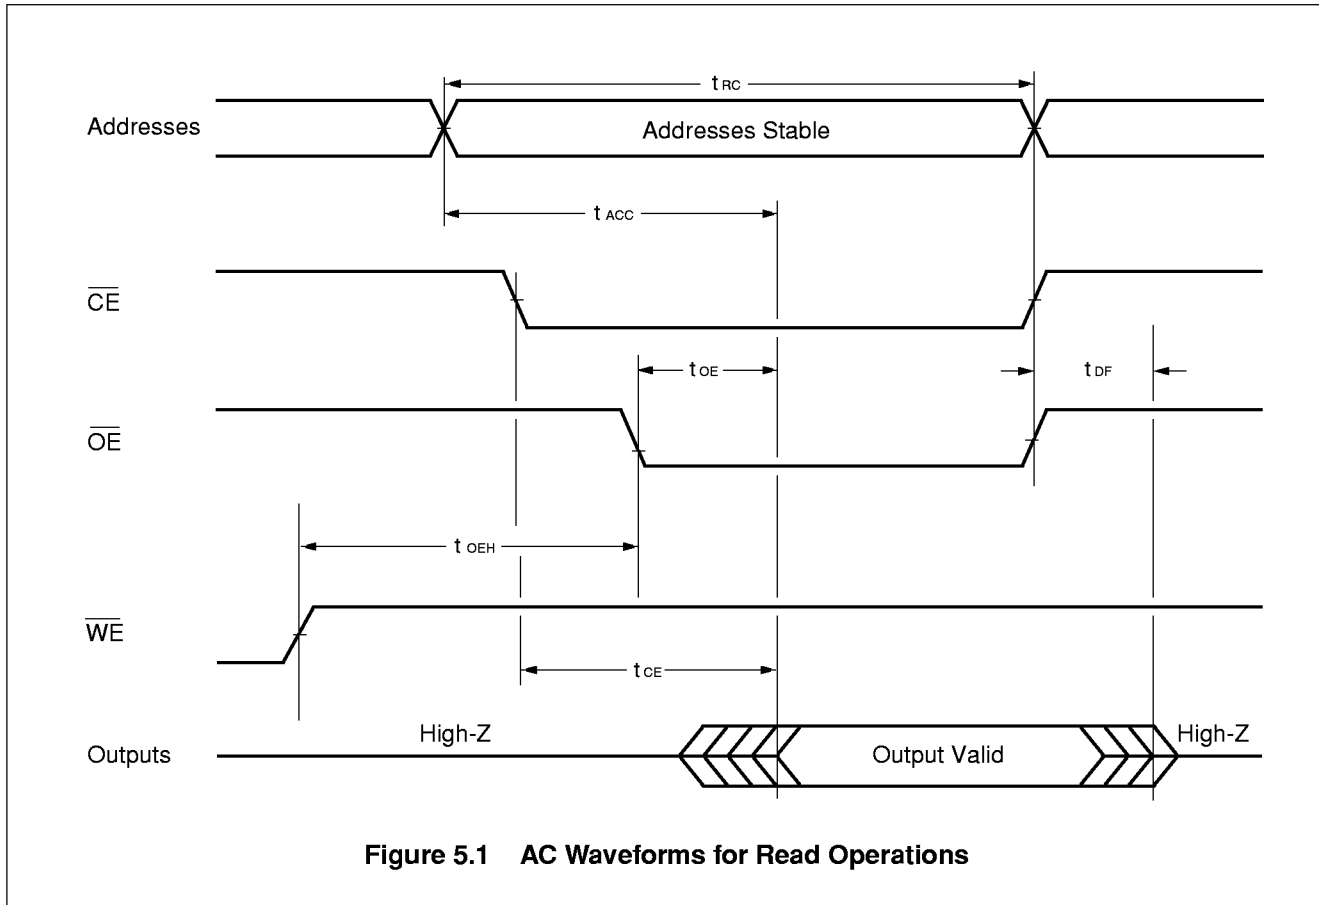 t RC
Addresses
Addresses Stable
t ACC
CE
t OE
t DF
OE
t OEH
WE
t CE
High-Z
High-Z
Outputs
Output Valid
Figure 5.1 AC Waveforms for Read Operations